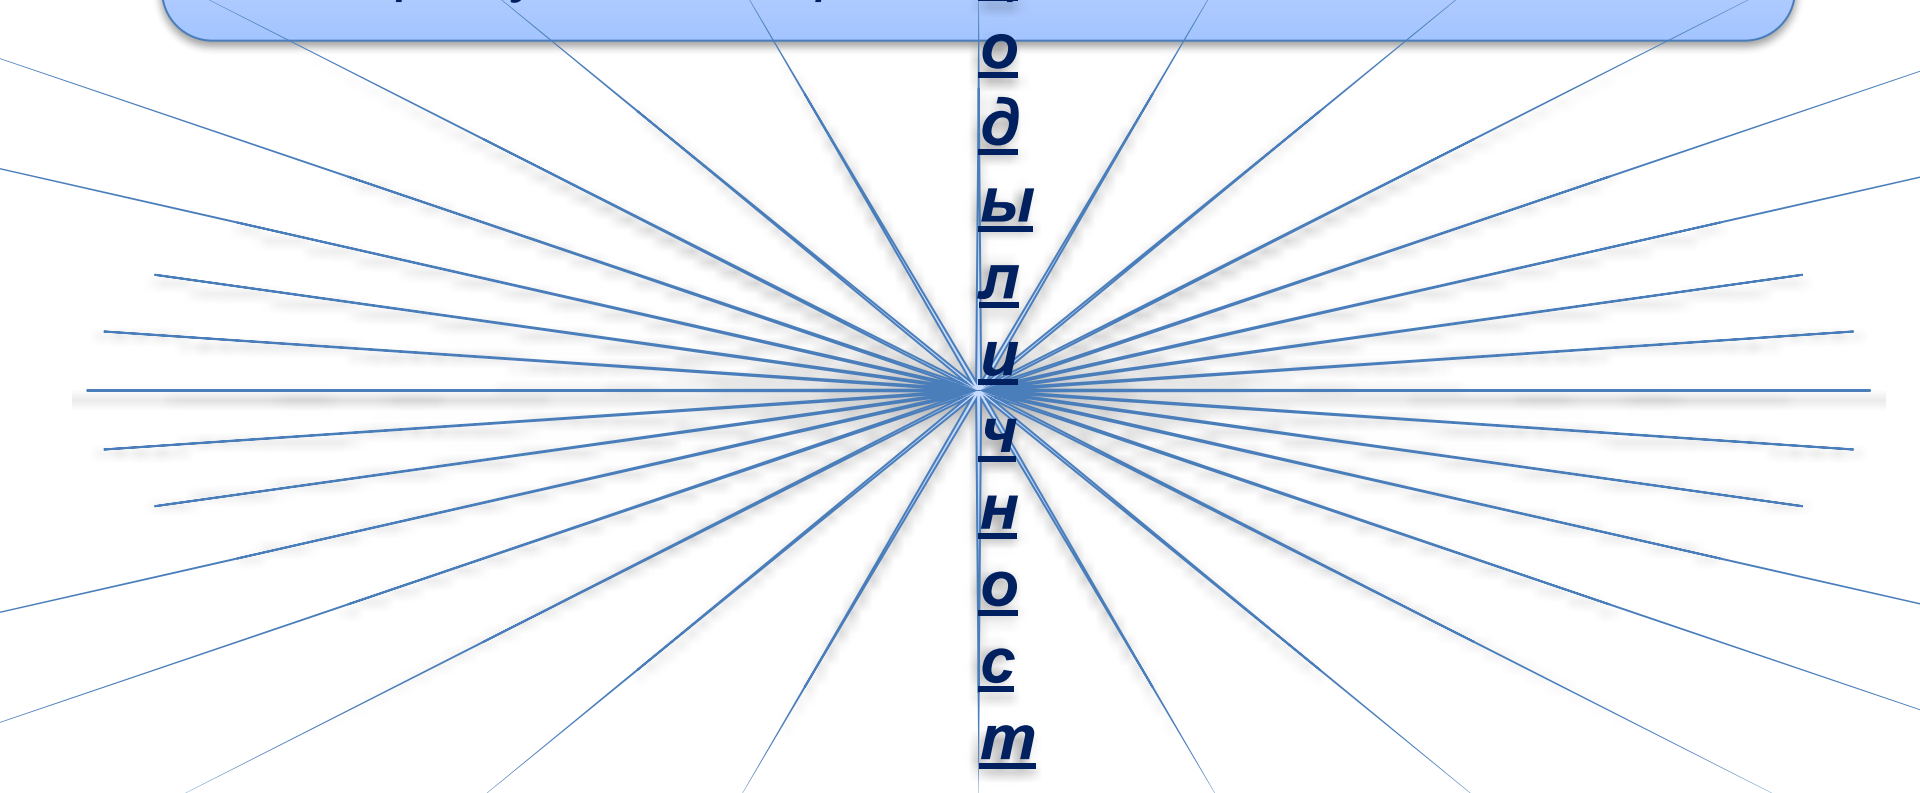 о
д
ы
л
и
ч
н
о
с
т